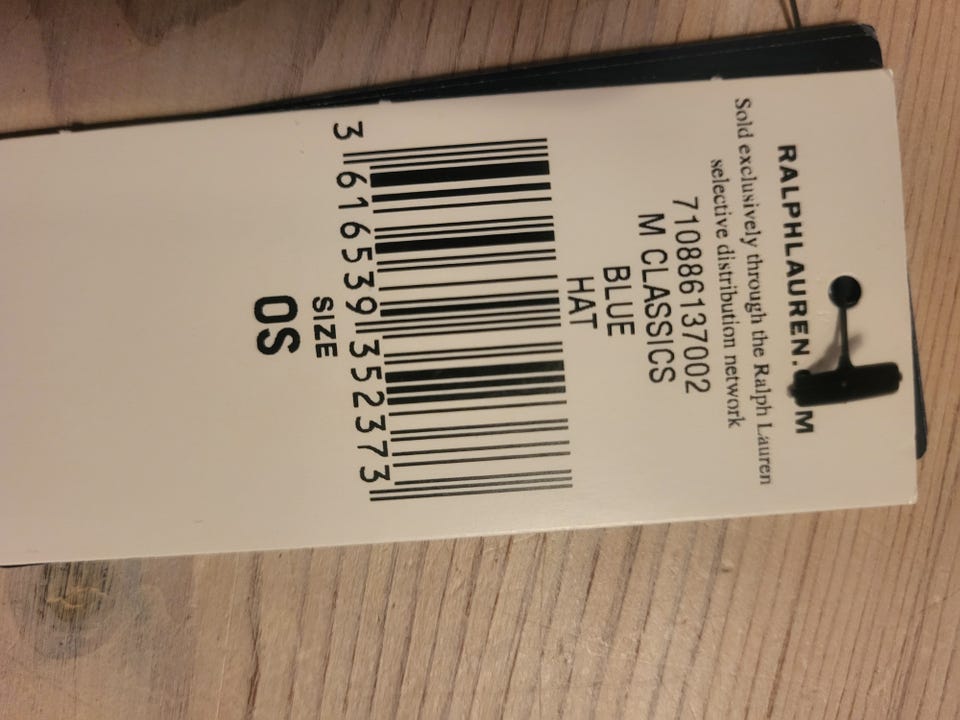 RALPHLAUREN. M
Sold exclusively through the Ralph Lauren
selective distribution network
710886137002
M CLASSICS
BLUE
HAT
3 616539 352373
SIZE
OS